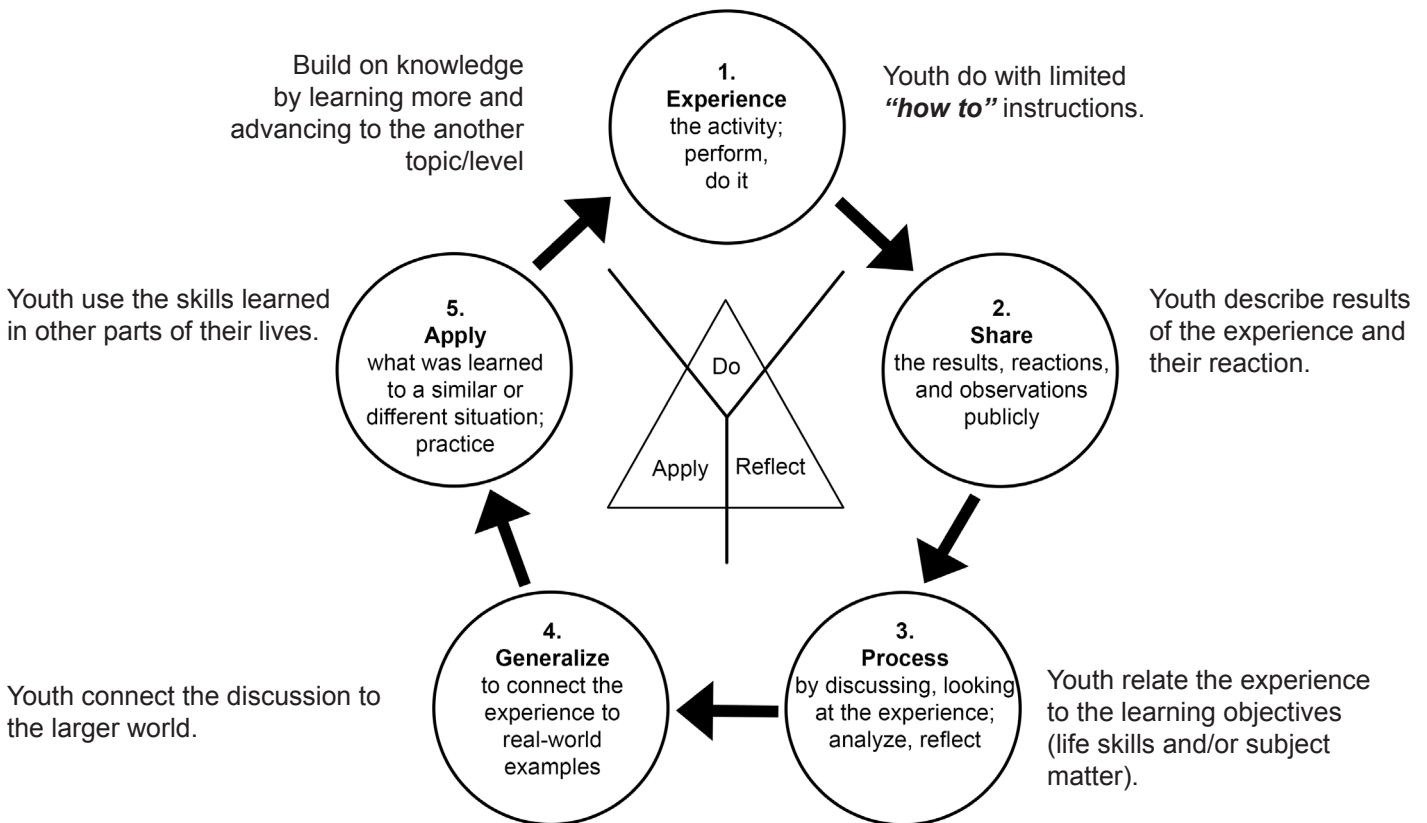 Build on knowledge
by learning more and
advancing to the another
topic/level
1.
Experience
the activity;
perform,
do it
Youth do with limited
“how to” instructions.
2.
Share
the results, reactions,
and observations
publicly
Youth describe results
of the experience and
their reaction.
3.
Process
by discussing, looking
at the experience;
analyze, reflect
Youth relate the experience
to the learning objectives
(life skills and/or subject
matter).
4.
Generalize
to connect the
experience to
real-world
examples
Youth connect the discussion to
the larger world.
5.
Apply
what was learned
to a similar or
different situation;
practice
Youth use the skills learned
in other parts of their lives.
Do
Apply
Reflect